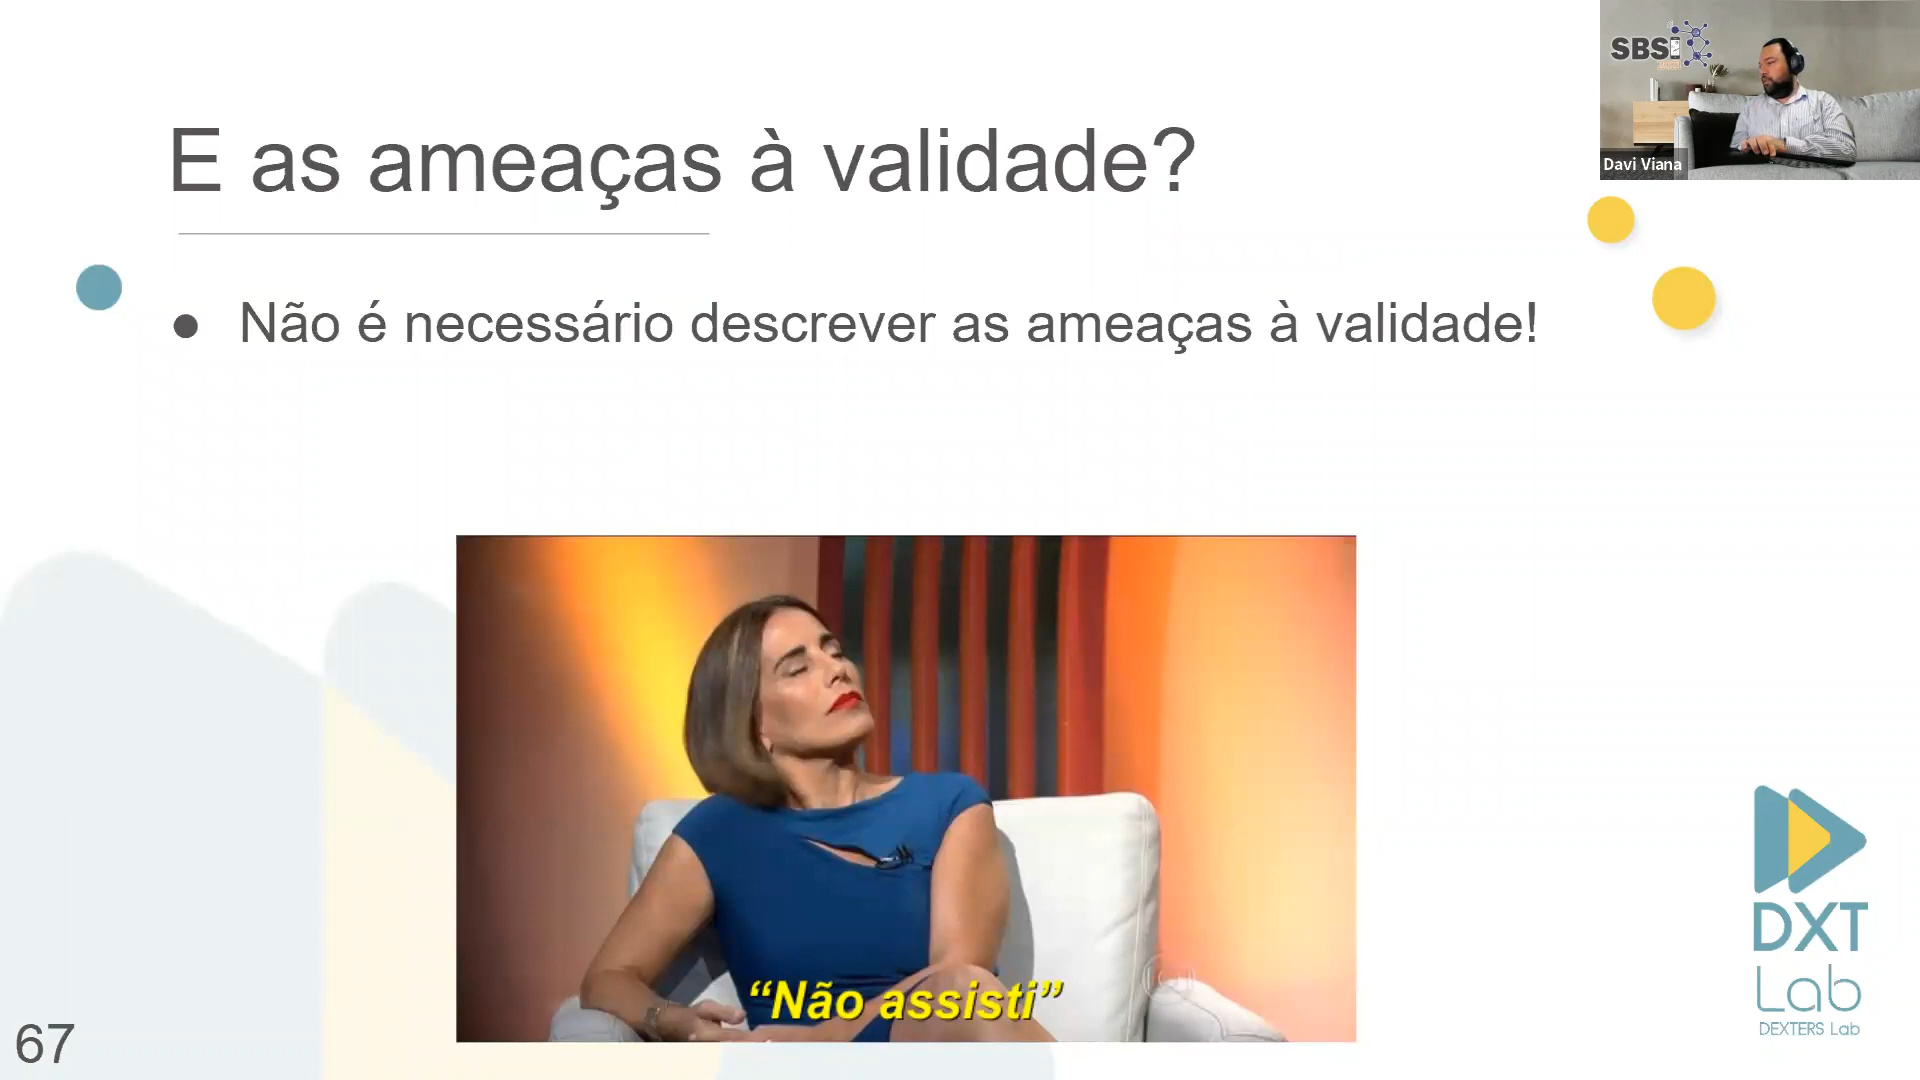 SBSI
Davi Viana
E as ameaças à validade?
● Não é necessário descrever as ameaças à validade!
“Não assisti”
DXT
Lab
DEXTERS Lab
67